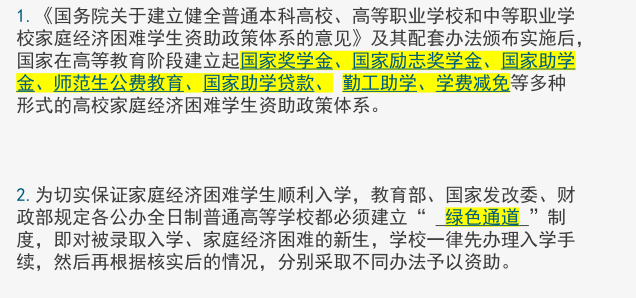 1.《国务院关于建立健全普通本科高校、高等职业学校和中等职业学
校家庭经济困难学生资助政策体系的意见》及其配套办法颁布实施后，
国家在高等教育阶段建立起国家奖学金、国家励志奖学金、国家助学
金、师范生公费教育、国家助学贷款、 勤工助学、学费减免等多种
形式的高校家庭经济困难学生资助政策体系。
2.为切实保证家庭经济困难学生顺利入学，教育部、国家发改委、财
政部规定各公办全日制普通高等学校都必须建立“ _绿色通道_”制
度，即对被录取入学、家庭经济困难的新生，学校一律先办理入学手
续，然后再根据核实后的情况，分别采取不同办法予以资助。